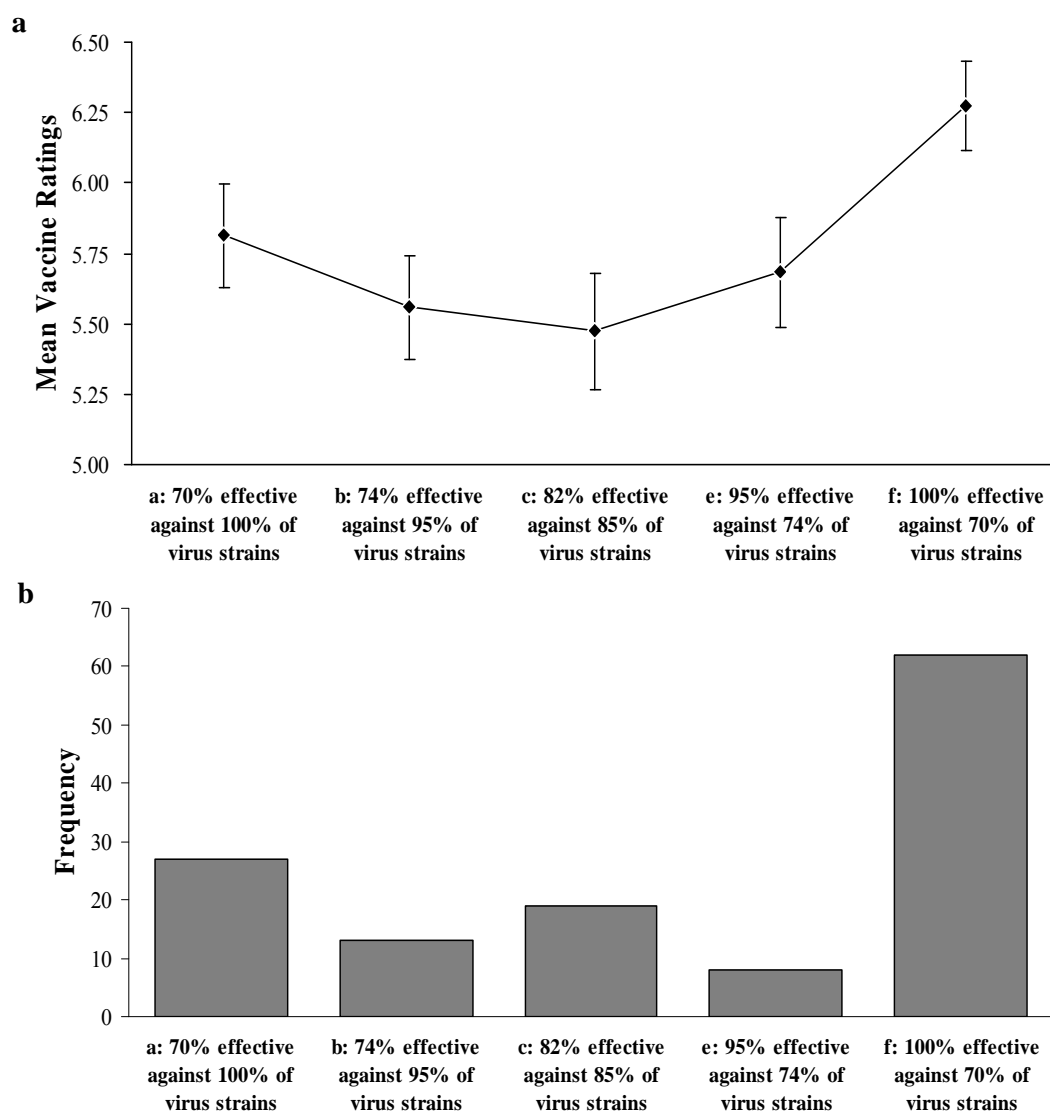 a
Mean Vaccine Ratings
6.50
6.25
6.00
5.75
5.50
5.25
5.00
a: 70% effective
against 100% of
virus strains
b: 74% effective
against 95% of
virus strains
c: 82% effective
against 85% of
virus strains
e: 95% effective
against 74% of
virus strains
f: 100% effective
against 70% of
virus strains
b
Frequency
70
60
50
40
30
20
10
0
a: 70% effective
against 100% of
virus strains
b: 74% effective
against 95% of
virus strains
c: 82% effective
against 85% of
virus strains
e: 95% effective
against 74% of
virus strains
f: 100% effective
against 70% of
virus strains